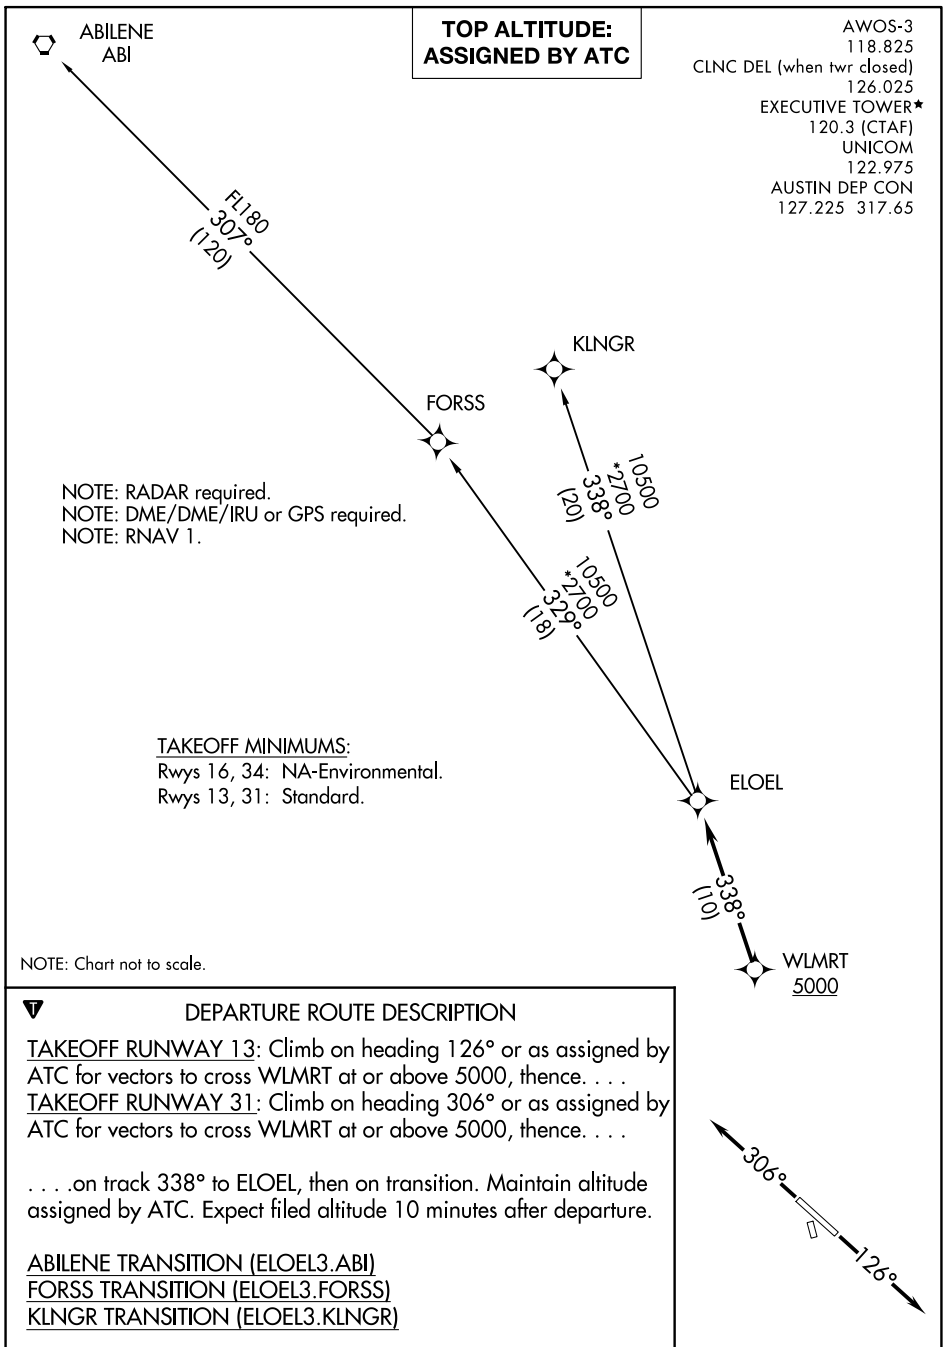 ABILENE
ABI
TOP ALTITUDE:
ASSIGNED BY ATC
AWOS-3
118.825
CLNC DEL (when twr closed)
126.025
EXECUTIVE TOWER★
120.3 (CTAF)
UNICOM
122.975
AUSTIN DEP CON
127.225 317.65
FL180
307°
(120)
KLNGR
FORSS
10500
*2700
338°
(20)
NOTE: RADAR required.
NOTE: DME/DME/IRU or GPS required.
NOTE: RNAV 1.
10500
*2700
329°
(18)
TAKEOFF MINIMUMS:
Rwys 16, 34: NA-Environmental.
Rwys 13, 31: Standard.
ELOEL
338°
(10)
NOTE: Chart not to scale.
WLMRT
5000
T
DEPARTURE ROUTE DESCRIPTION
TAKEOFF RUNWAY 13: Climb on heading 126° or as assigned by
ATC for vectors to cross WLMRT at or above 5000, thence. . . .
TAKEOFF RUNWAY 31: Climb on heading 306° or as assigned by
ATC for vectors to cross WLMRT at or above 5000, thence. . . .
. . . .on track 338° to ELOEL, then on transition. Maintain altitude
assigned by ATC. Expect filed altitude 10 minutes after departure.
ABILENE TRANSITION (ELOEL3.ABI)
FORSS TRANSITION (ELOEL3.FORSS)
KLNGR TRANSITION (ELOEL3.KLNGR)
306°
126°